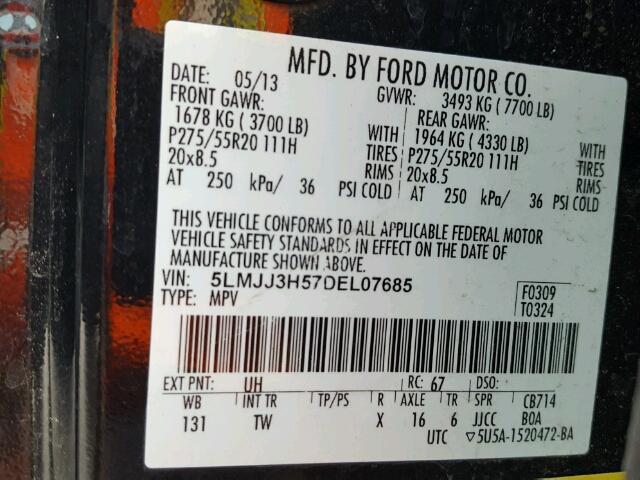 MFD. BY FORD MOTOR CO.
DATE: 05/13 GVWR: 3493 KG (7700 LB)
FRONT GAWR: REAR GAWR:
1678 KG (3700 LB) WITH 1964 KG (4330 LB) WITH
P275/55R20 111H TIRES P275/55R20 111H TIRES
20x8.5 RIMS 20x8.5 RIMS
AT 250 kPa/ 36 PSI COLD AT 250 kPa/ 36 PSI COLD
THIS VEHICLE CONFORMS TO ALL APPLICABLE FEDERAL MOTOR
VEHICLE SAFETY STANDARDS IN EFFECT ON THE DATE OF
MANUFACTURE SHOWN ABOVE.
VIN: 5LMJJ3H57DEL07685 F0309
TYPE: MPV T0324
EXT PNT: UH RC: 67 DSO:
WB INT TR TP/PS R AXLE TR SPR CB714
131 TW X 16 6 JJCC BOA
UTC ▽5U5A-1520472-BA